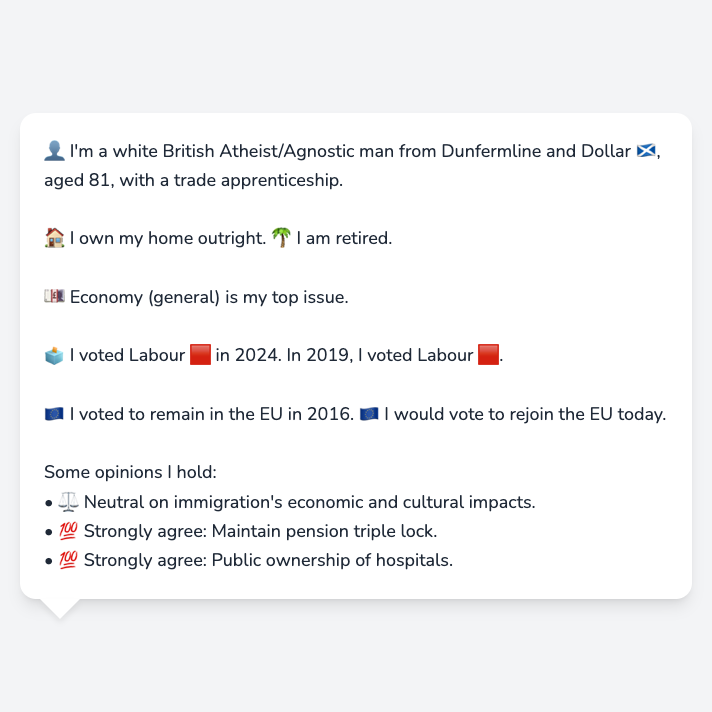 👤 I'm a white British Atheist/Agnostic man from Dunfermline and Dollar 🏴󠁧󠁢󠁳󠁣󠁴󠁿,
aged 81, with a trade apprenticeship.
🏠 I own my home outright. 🌴 I am retired.
💷 Economy (general) is my top issue.
🗳️ I voted Labour 🟥 in 2024. In 2019, I voted Labour 🟥.
🇪🇺 I voted to remain in the EU in 2016. 🇪🇺 I would vote to rejoin the EU today.
Some opinions I hold:
• ⚖️ Neutral on immigration's economic and cultural impacts.
• 💯 Strongly agree: Maintain pension triple lock.
• 💯 Strongly agree: Public ownership of hospitals.